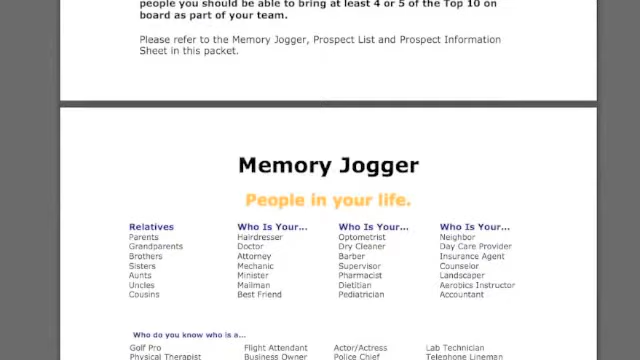 people you should be able to bring at least 4 or 5 of the Top 10 on
board as part of your team.
Please refer to the Memory Jogger, Prospect List and Prospect Information
Sheet in this packet.
Memory Jogger
People in your life.
Relatives Who Is Your... Who Is Your... Who Is Your...
Parents Hairdresser Optometrist Neighbor
Grandparents Doctor Dry Cleaner Day Care Provider
Brothers Attorney Barber Insurance Agent
Sisters Mechanic Supervisor Counselor
Aunts Minister Pharmacist Landscaper
Uncles Mailman Dietitian Aerobics Instructor
Cousins Best Friend Pediatrician Accountant
Who do you know who is a...
Golf Pro Flight Attendant Actor/Actress Lab Technician
Physical Therapist Business Owner Police Chief Telephone Lineman